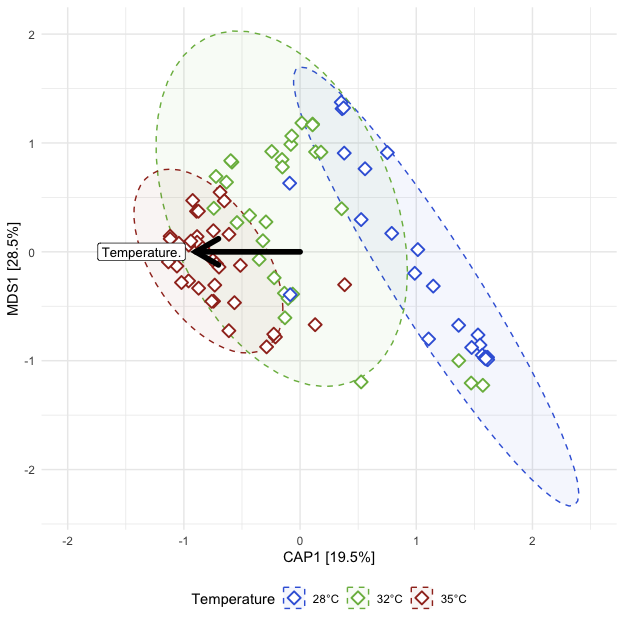 2
1
0
-1
-2
MDS1 [28.5%]
Temperature.
-2
-1
0
1
2
CAP1 [19.5%]
Temperature 28°C 32°C 35°C